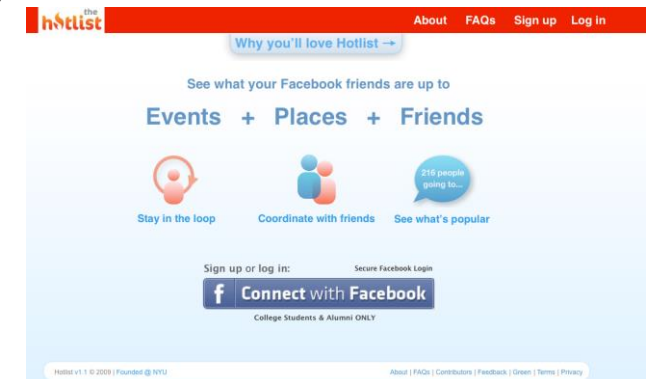 the
hotlist
About FAQs Sign up Log in
Why you'll love Hotlist →
See what your Facebook friends are up to
Events + Places + Friends
216 people
going to...
Stay in the loop Coordinate with friends See what's popular
Sign up or log in: Secure Facebook Login
f Connect with Facebook
College Students & Alumni ONLY
Hotlist v1.1 © 2009 | Founded @ NYU About | FAQs | Contributors | Feedback | Green | Terms | Privacy